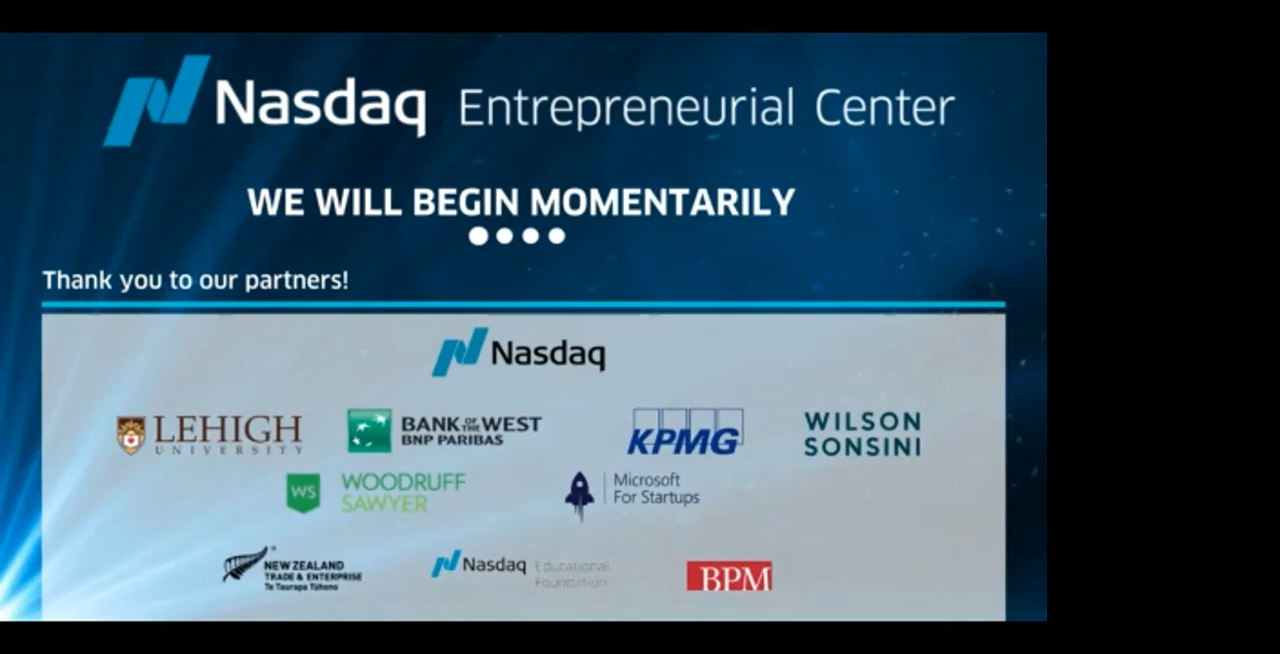 Nasdaq Entrepreneurial Center
WE WILL BEGIN MOMENTARILY
Thank you to our partners!
Nasdaq
LEHIGH
UNIVERSITY
BANK OF THE WEST
BNP PARIBAS
KPMG
WILSON
SONSINI
WS
WOODRUFF
SAWYER
Microsoft
For Startups
NEW ZEALAND
TRADE & ENTERPRISE
Te Taurapa Tūhono
Nasdaq Educational
Foundation
BPM